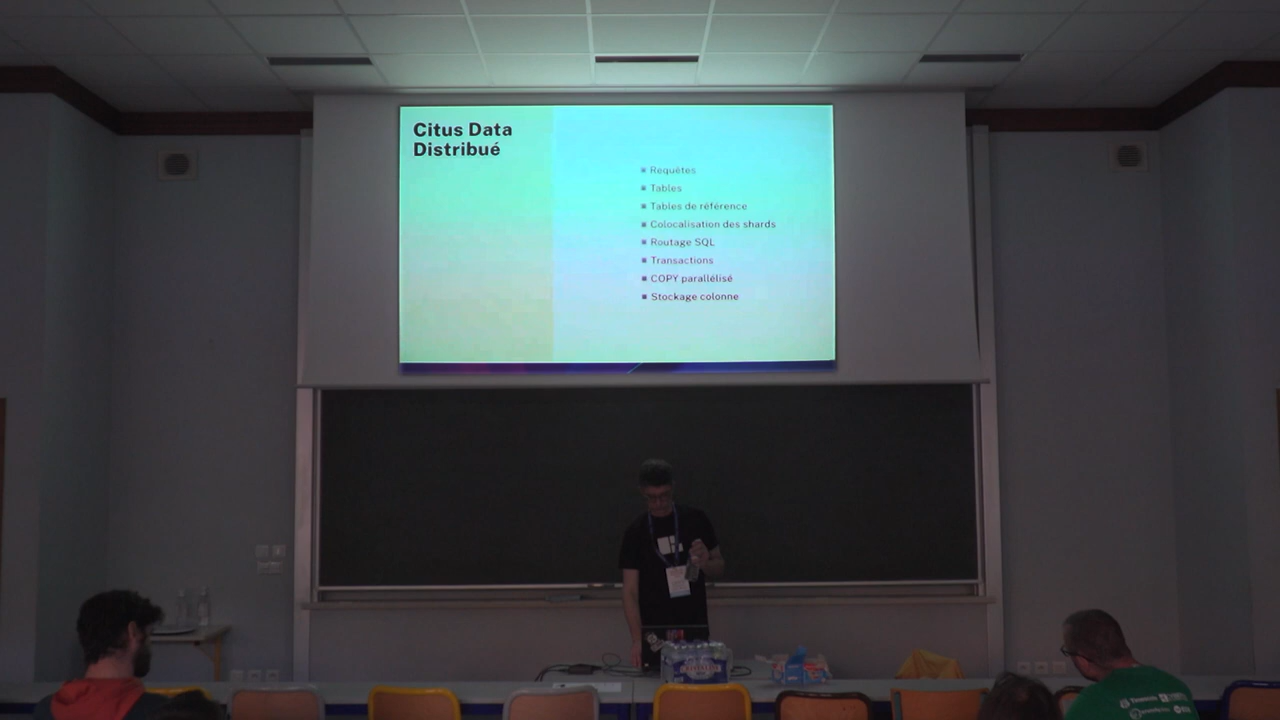 Citus Data
Distribué
Requêtes
Tables
Tables de référence
Colocalisation des shards
Routage SQL
Transactions
COPY parallélisé
Stockage colonne